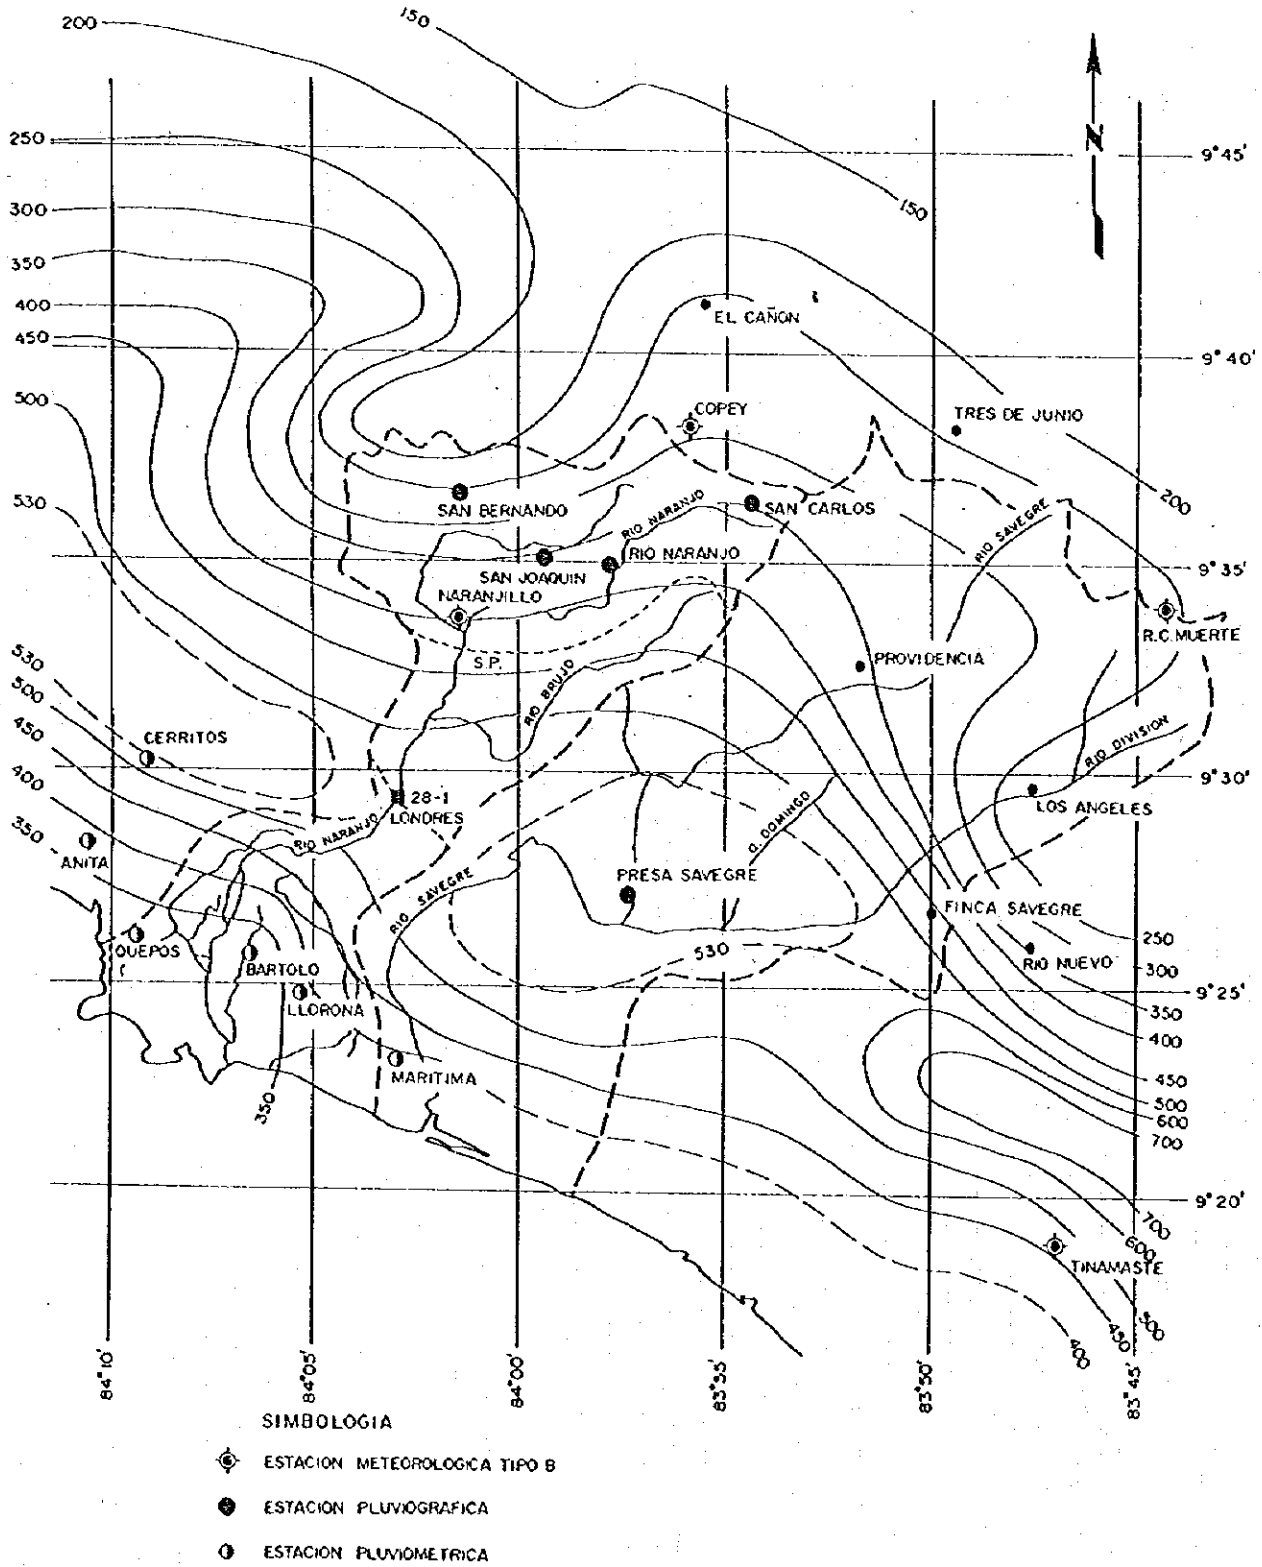 200
150
250
N
9°45'
150
300
350
400
EL CAÑON
450
9°40'
500
COPEY
TRES DE JUNIO
200
530
SAN BERNANDO
RIO NARANJO
SAN CARLOS
RIO SAVEGRE
RIO NARANJO
SAN JOAQUIN
9°35'
NARANJILLO
R.C. MUERTE
530
S.P.
PROVIDENCIA
500
RIO BRUJO
450
CERRITOS
RIO DIVISION
400
9°30'
28-1
LONDRES
LOS ANGELES
350
RIO NARANJO
Q. DOMINGO
ANITA
PRESA SAVEGRE
RIO SAVEGRE
FINCA SAVEGRE
QUEPOS
250
530
RIO NUEVO
BARTOLO
300
LLORONA
9°25'
350
400
MARITIMA
450
500
600
350
700
9°20'
700
600
TINAMASTE
500
450
400
84°10'
84°05'
84°00'
83°55'
83°50'
83°45'
SIMBOLOGIA
ESTACION METEOROLOGICA TIPO B
ESTACION PLUVIOGRAFICA
ESTACION PLUVIOMETRICA